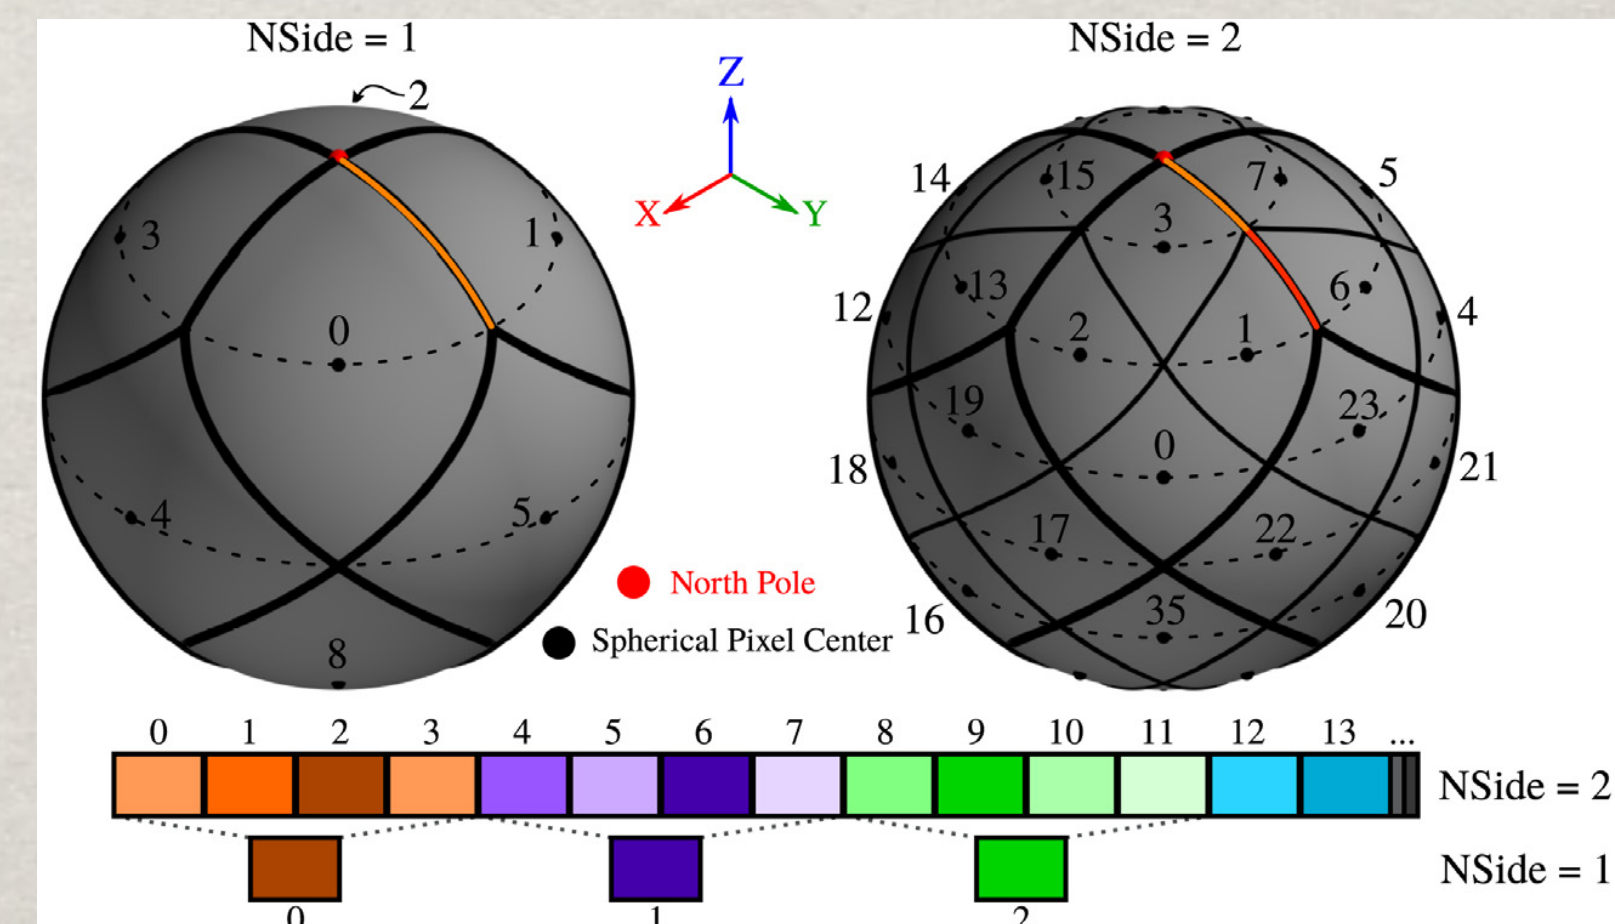 NSide = 1
NSide = 2
Z
X
Y
2
3
1
0
4
5
8
14
15
7
5
3
12
13
6
4
2
1
19
23
18
0
21
17
22
16
35
20
North Pole
Spherical Pixel Center
0 1 2 3 4 5 6 7 8 9 10 11 12 13 ...
NSide = 2
NSide = 1
0 1 2